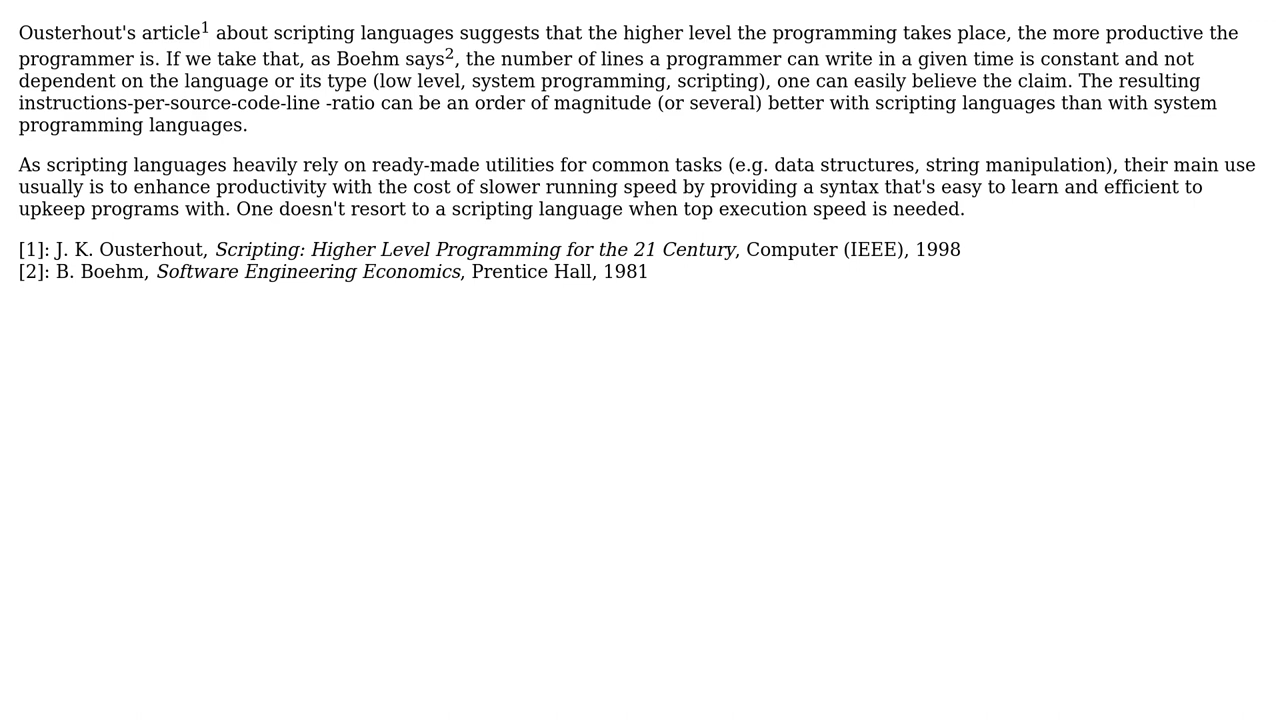 Ousterhout's article1 about scripting languages suggests that the higher level the programming takes place, the more productive the
programmer is. If we take that, as Boehm says2, the number of lines a programmer can write in a given time is constant and not
dependent on the language or its type (low level, system programming, scripting), one can easily believe the claim. The resulting
instructions-per-source-code-line -ratio can be an order of magnitude (or several) better with scripting languages than with system
programming languages.
As scripting languages heavily rely on ready-made utilities for common tasks (e.g. data structures, string manipulation), their main use
usually is to enhance productivity with the cost of slower running speed by providing a syntax that's easy to learn and efficient to
upkeep programs with. One doesn't resort to a scripting language when top execution speed is needed.
[1]: J. K. Ousterhout, Scripting: Higher Level Programming for the 21 Century, Computer (IEEE), 1998
[2]: B. Boehm, Software Engineering Economics, Prentice Hall, 1981